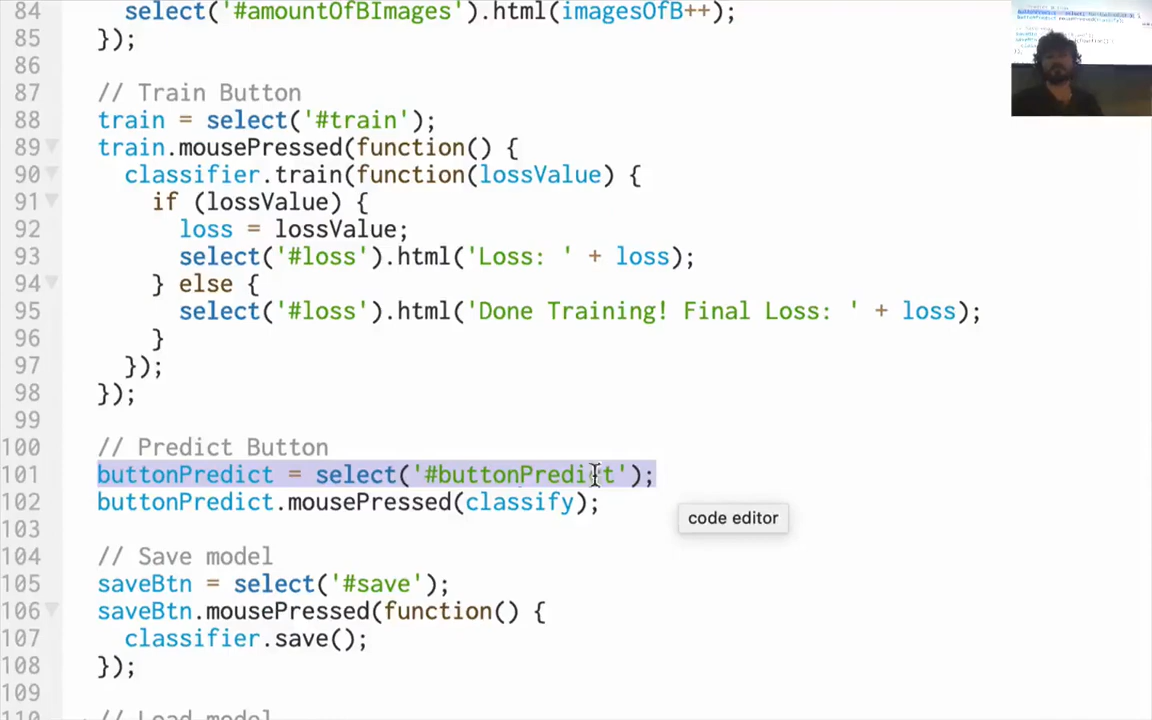 84 select('#amountOfBImages').html(imagesOfB++);
85 });
86
87 // Train Button
88 train = select('#train');
89 train.mousePressed(function() {
90 classifier.train(function(lossValue) {
91 if (lossValue) {
92 loss = lossValue;
93 select('#loss').html('Loss: ' + loss);
94 } else {
95 select('#loss').html('Done Training! Final Loss: ' + loss);
96 }
97 });
98 });
99
100 // Predict Button
101 buttonPredict = select('#buttonPredict');
102 buttonPredict.mousePressed(classify);
code editor
103
104 // Save model
105 saveBtn = select('#save');
106 saveBtn.mousePressed(function() {
107 classifier.save();
108 });
109
110 // Load model